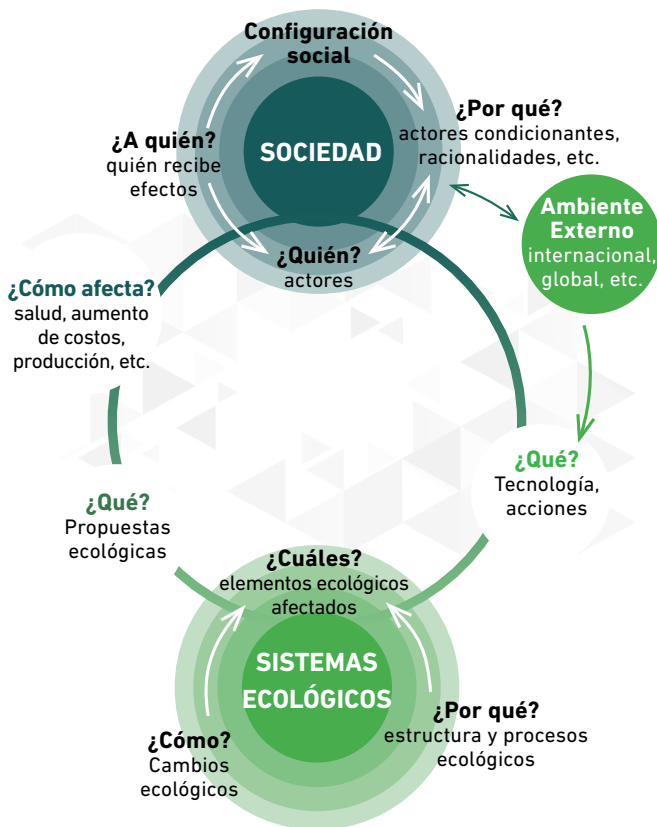 Configuración
social
¿Por qué?
actores condicionantes,
racionalidades, etc.
¿A quién?
quién recibe
efectos
SOCIEDAD
Ambiente
Externo
internacional,
global, etc.
¿Quién?
actores
¿Cómo afecta?
salud, aumento
de costos,
producción, etc.
¿Qué?
Tecnología,
acciones
¿Qué?
Propuestas
ecológicas
¿Cuáles?
elementos ecológicos
afectados
SISTEMAS
ECOLÓGICOS
¿Por qué?
estructura y procesos
ecológicos
¿Cómo?
Cambios
ecológicos